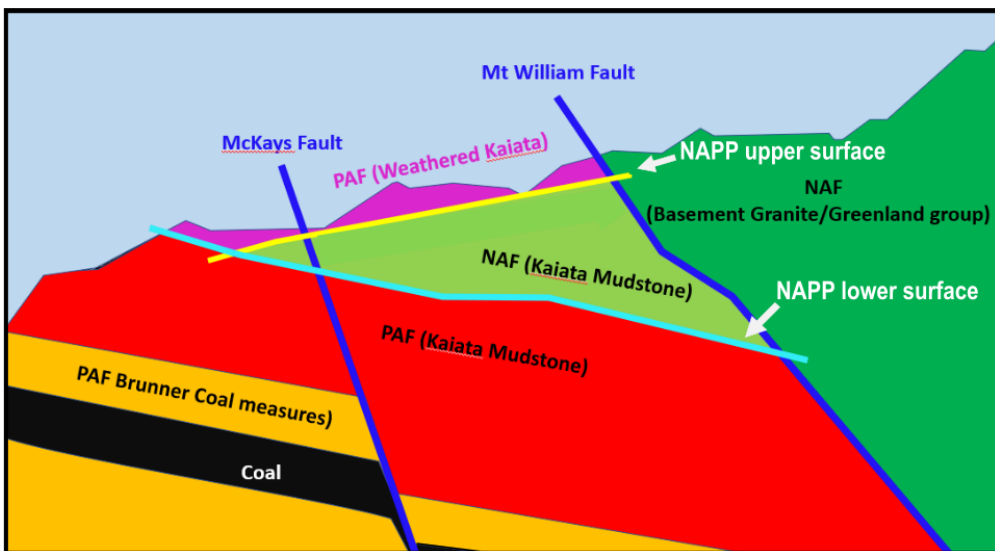 Mt William Fault
McKays Fault
PAF (Weathered Kaiata)
NAPP upper surface
NAF
(Basement Granite/Greenland group)
NAF (Kaiata Mudstone)
NAPP lower surface
PAF (Kaiata Mudstone)
PAF Brunner Coal measures)
Coal